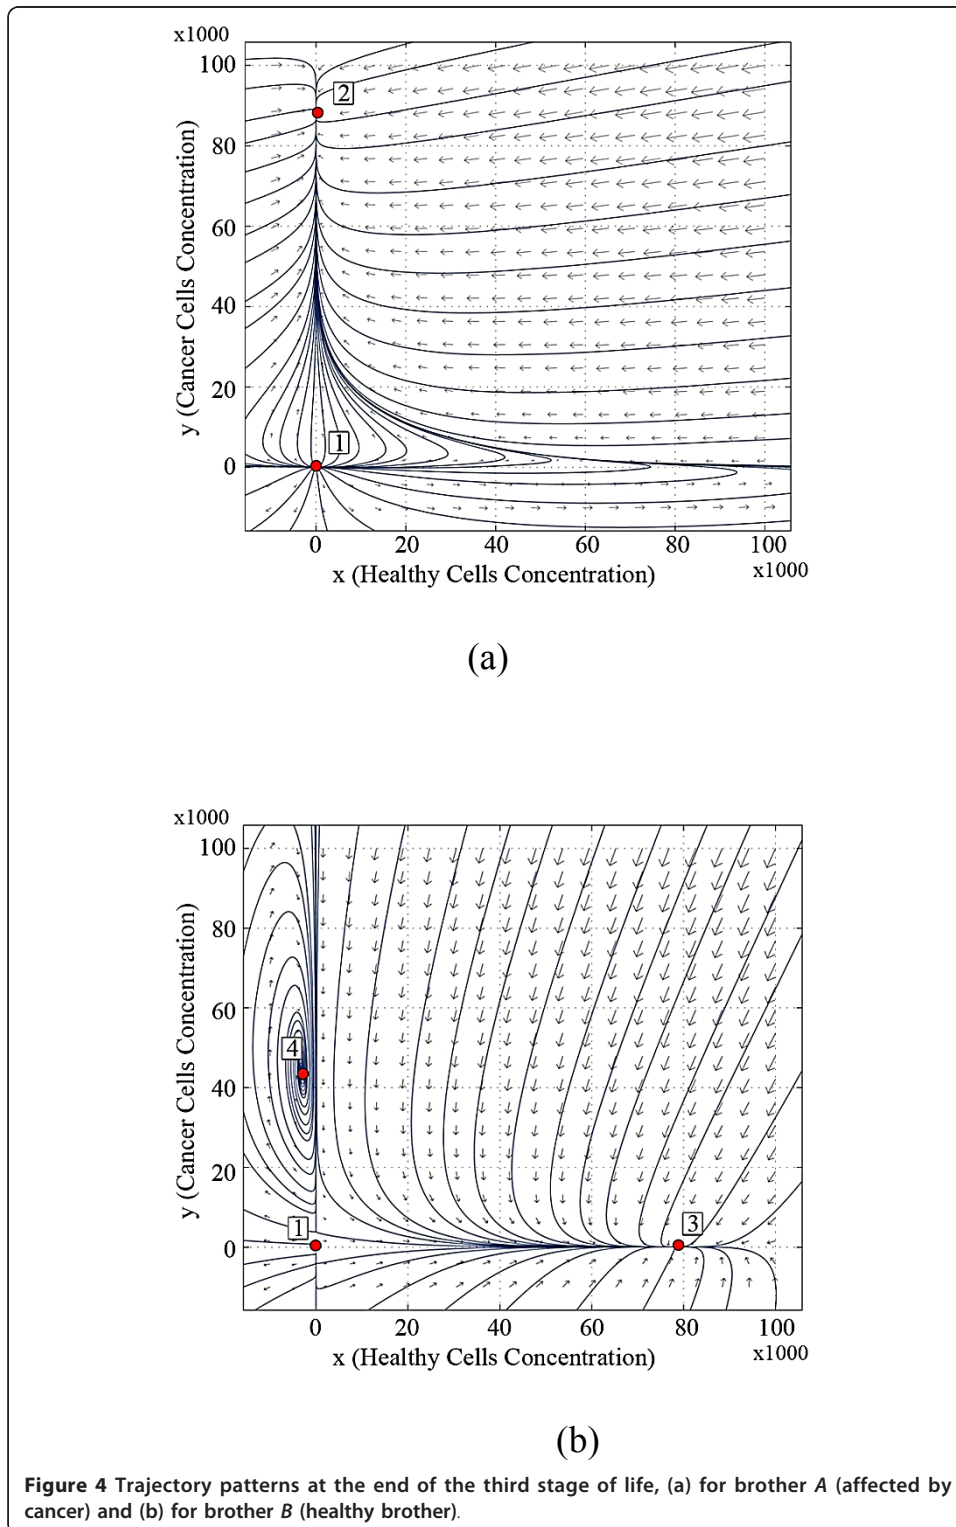 x1000
100
80
60
40
20
0
y (Cancer Cells Concentration)
2
1
0 20 40 60 80 100
x (Healthy Cells Concentration) x1000
(a)
x1000
100
80
60
40
20
0
y (Cancer Cells Concentration)
4
1
3
0 20 40 60 80 100
x (Healthy Cells Concentration) x1000
(b)
Figure 4 Trajectory patterns at the end of the third stage of life, (a) for brother A (affected by
cancer) and (b) for brother B (healthy brother).